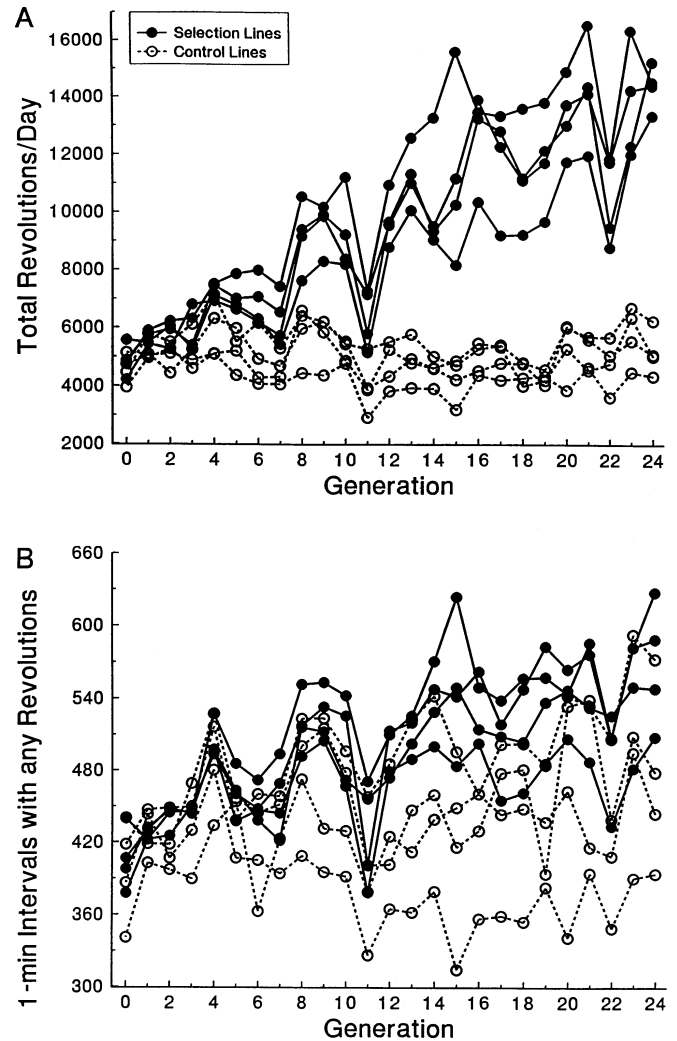 A
Selection Lines
Control Lines
Total Revolutions/Day
16000
14000
12000
10000
8000
6000
4000
2000
0 2 4 6 8 10 12 14 16 18 20 22 24
Generation
B
1-min Intervals with any Revolutions
660
600
540
480
420
360
300
0 2 4 6 8 10 12 14 16 18 20 22 24
Generation